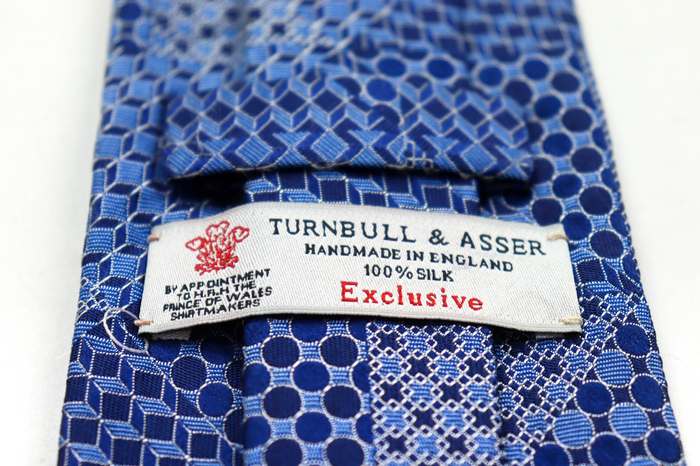 TURNBULL & ASSER
HANDMADE IN ENGLAND
100% SILK
Exclusive
BY APPOINTMENT
TO H.R.H THE
PRINCE OF WALES
SHIRTMAKERS